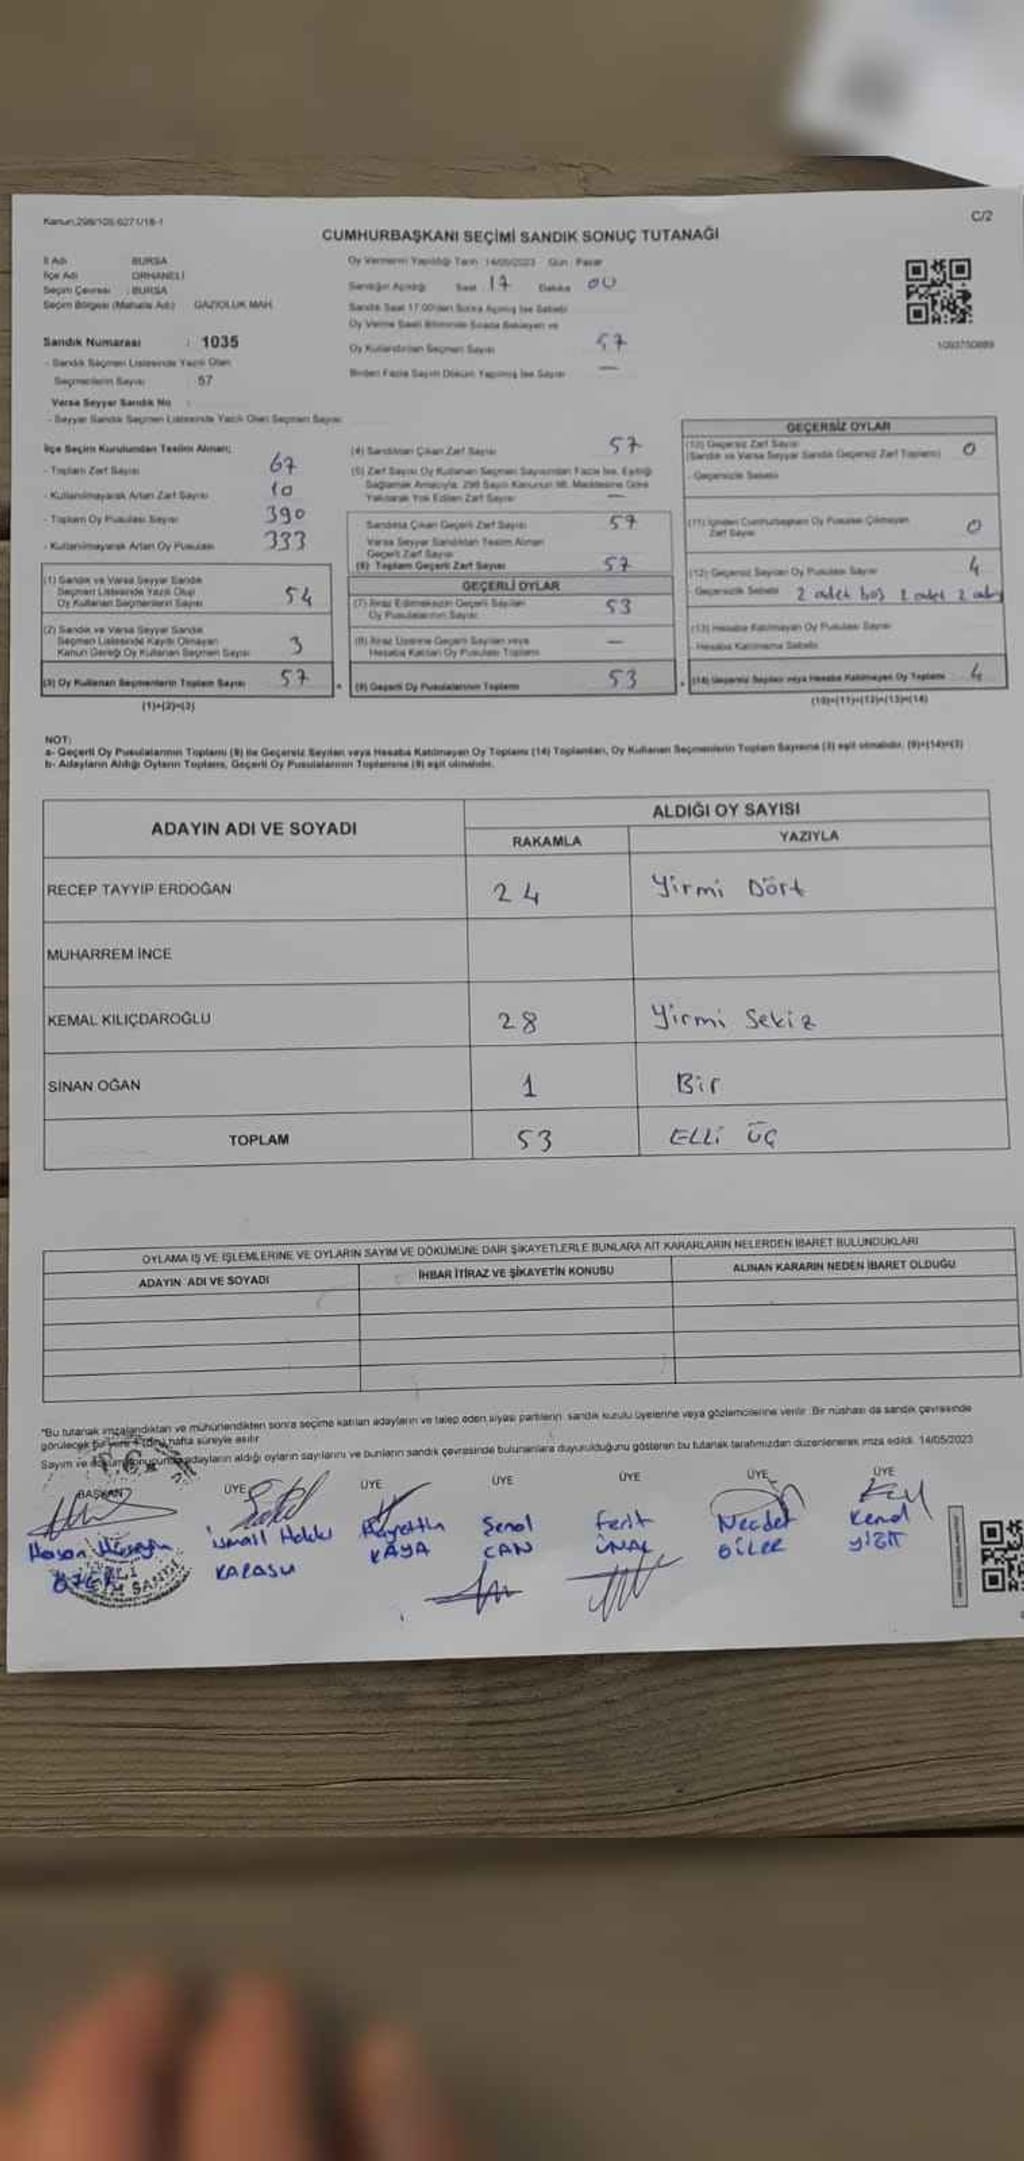 Kanun:298/105-6271/18-1
C/2
CUMHURBAŞKANI SEÇİMİ SANDIK SONUÇ TUTANAĞI
İl Adı : BURSA
İlçe Adı : ORHANELİ
Seçim Çevresi : BURSA
Seçim Bölgesi (Mahalle Adı) : GAZİOLUK MAH.
Oy Vermenin Yapıldığı Tarih : 14/05/2023 Gün : Pazar
Sandığın Açıldığı Saat 17 Dakika 00
Sandık Saat 17:00'den Sonra Açılmış İse Sebebi
Oy Verme Saati Bitiminde Sırada Bekleyen ve
Oy Kullandırılan Seçmen Sayısı 57
Birden Fazla Sayım Döküm Yapılmış İse Sayısı —
Sandık Numarası : 1035
- Sandık Seçmen Listesinde Yazılı Olan
Seçmenlerin Sayısı : 57
Varsa Seyyar Sandık No :
- Seyyar Sandık Seçmen Listesinde Yazılı Olan Seçmen Sayısı
İlçe Seçim Kurulundan Teslim Alınan;
- Toplam Zarf Sayısı 67
- Kullanılmayarak Artan Zarf Sayısı 10
- Toplam Oy Pusulası Sayısı 390
- Kullanılmayarak Artan Oy Pusulası 333
(1) Sandık ve Varsa Seyyar Sandık
Seçmen Listesinde Yazılı Olup
Oy Kullanan Seçmenlerin Sayısı 54
(2) Sandık ve Varsa Seyyar Sandık
Seçmen Listesinde Kaydı Olmayan
Kanun Gereği Oy Kullanan Seçmen Sayısı 3
(3) Oy Kullanan Seçmenlerin Toplam Sayısı 57
(1)+(2)=(3)
(4) Sandıktan Çıkan Zarf Sayısı 57
(5) Zarf Sayısı Oy Kullanan Seçmen Sayısından Fazla İse, Eşitliği
Sağlamak Amacıyla, 298 Sayılı Kanunun 98. Maddesine Göre
Yakılarak Yok Edilen Zarf Sayısı —
Sandıkta Çıkan Geçerli Zarf Sayısı 57
Varsa Seyyar Sandıktan Teslim Alınan
Geçerli Zarf Sayısı
(6) Toplam Geçerli Zarf Sayısı 57
GEÇERLİ OYLAR
(7) İtiraz Edilmeksizin Geçerli Sayılan
Oy Pusulalarının Sayısı 53
(8) İtiraz Üzerine Geçerli Sayılan veya
Hesaba Katılan Oy Pusulası Toplamı —
(9) Geçerli Oy Pusulalarının Toplamı 53
GEÇERSİZ OYLAR
(10) Geçersiz Zarf Sayısı
(Sandık ve Varsa Seyyar Sandık Geçersiz Zarf Toplamı) 0
- Geçersizlik Sebebi
(11) İçinden Cumhurbaşkanı Oy Pusulası Çıkmayan
Zarf Sayısı 0
(12) Geçersiz Sayılan Oy Pusulası Sayısı 4
Geçersizlik Sebebi 2 adet boş
(13) Hesaba Katılmayan Oy Pusulası Sayısı
- Hesaba Katılmama Sebebi
(14) Geçersiz Sayılan veya Hesaba Katılmayan Oy Toplamı 4
(10)+(11)+(12)+(13)=(14)
NOT:
a- Geçerli Oy Pusulalarının Toplamı (9) ile Geçersiz Sayılan veya Hesaba Katılmayan Oy Toplamı (14) Toplamları, Oy Kullanan Seçmenlerin Toplam Sayısına (3) eşit olmalıdır. (9)+(14)=(3)
b- Adayların Aldığı Oyların Toplamı, Geçerli Oy Pusulalarının Toplamına (9) eşit olmalıdır.
ADAYIN ADI VE SOYADI
ALDIĞI OY SAYISI
RAKAMLA YAZIYLA
RECEP TAYYIP ERDOĞAN 24 Yirmi Dört
MUHARREM İNCE
KEMAL KILIÇDAROĞLU 28 Yirmi Sekiz
SİNAN OĞAN 1 Bir
TOPLAM 53 ELLi ÜÇ
OYLAMA İŞ VE İŞLEMLERİNE VE OYLARIN SAYIM VE DÖKÜMÜNE DAİR ŞİKAYETLERLE BUNLARA AİT KARARLARIN NELERDEN İBARET BULUNDUKLARI
ADAYIN ADI VE SOYADI İHBAR İTİRAZ VE ŞİKAYETİN KONUSU ALINAN KARARIN NEDEN İBARET OLDUĞU
*Bu tutanak imzalandıktan ve mühürlendikten sonra seçime katılan adayların ve talep eden siyasi partilerin sandık kurulu üyelerine veya gözlemcilerine verilir. Bir nüshası da sandık çevresinde
görülecek bir yere 1 (bir) hafta süreyle asılır.
Sayım ve döküm sonucunda adayların aldığı oyların sayılarını ve bunların sandık çevresinde bulunanlara duyurulduğunu gösteren bu tutanak tarafımızdan düzenlenerek imza edildi. 14/05/2023
BAŞKAN ÜYE ÜYE ÜYE ÜYE ÜYE ÜYE
Hasan Hüseyin İsmail Hakkı Hayrettin Şenol Ferit Necdet Kemal
KARASU KAYA CAN ÜNAL DİLER YİĞİT